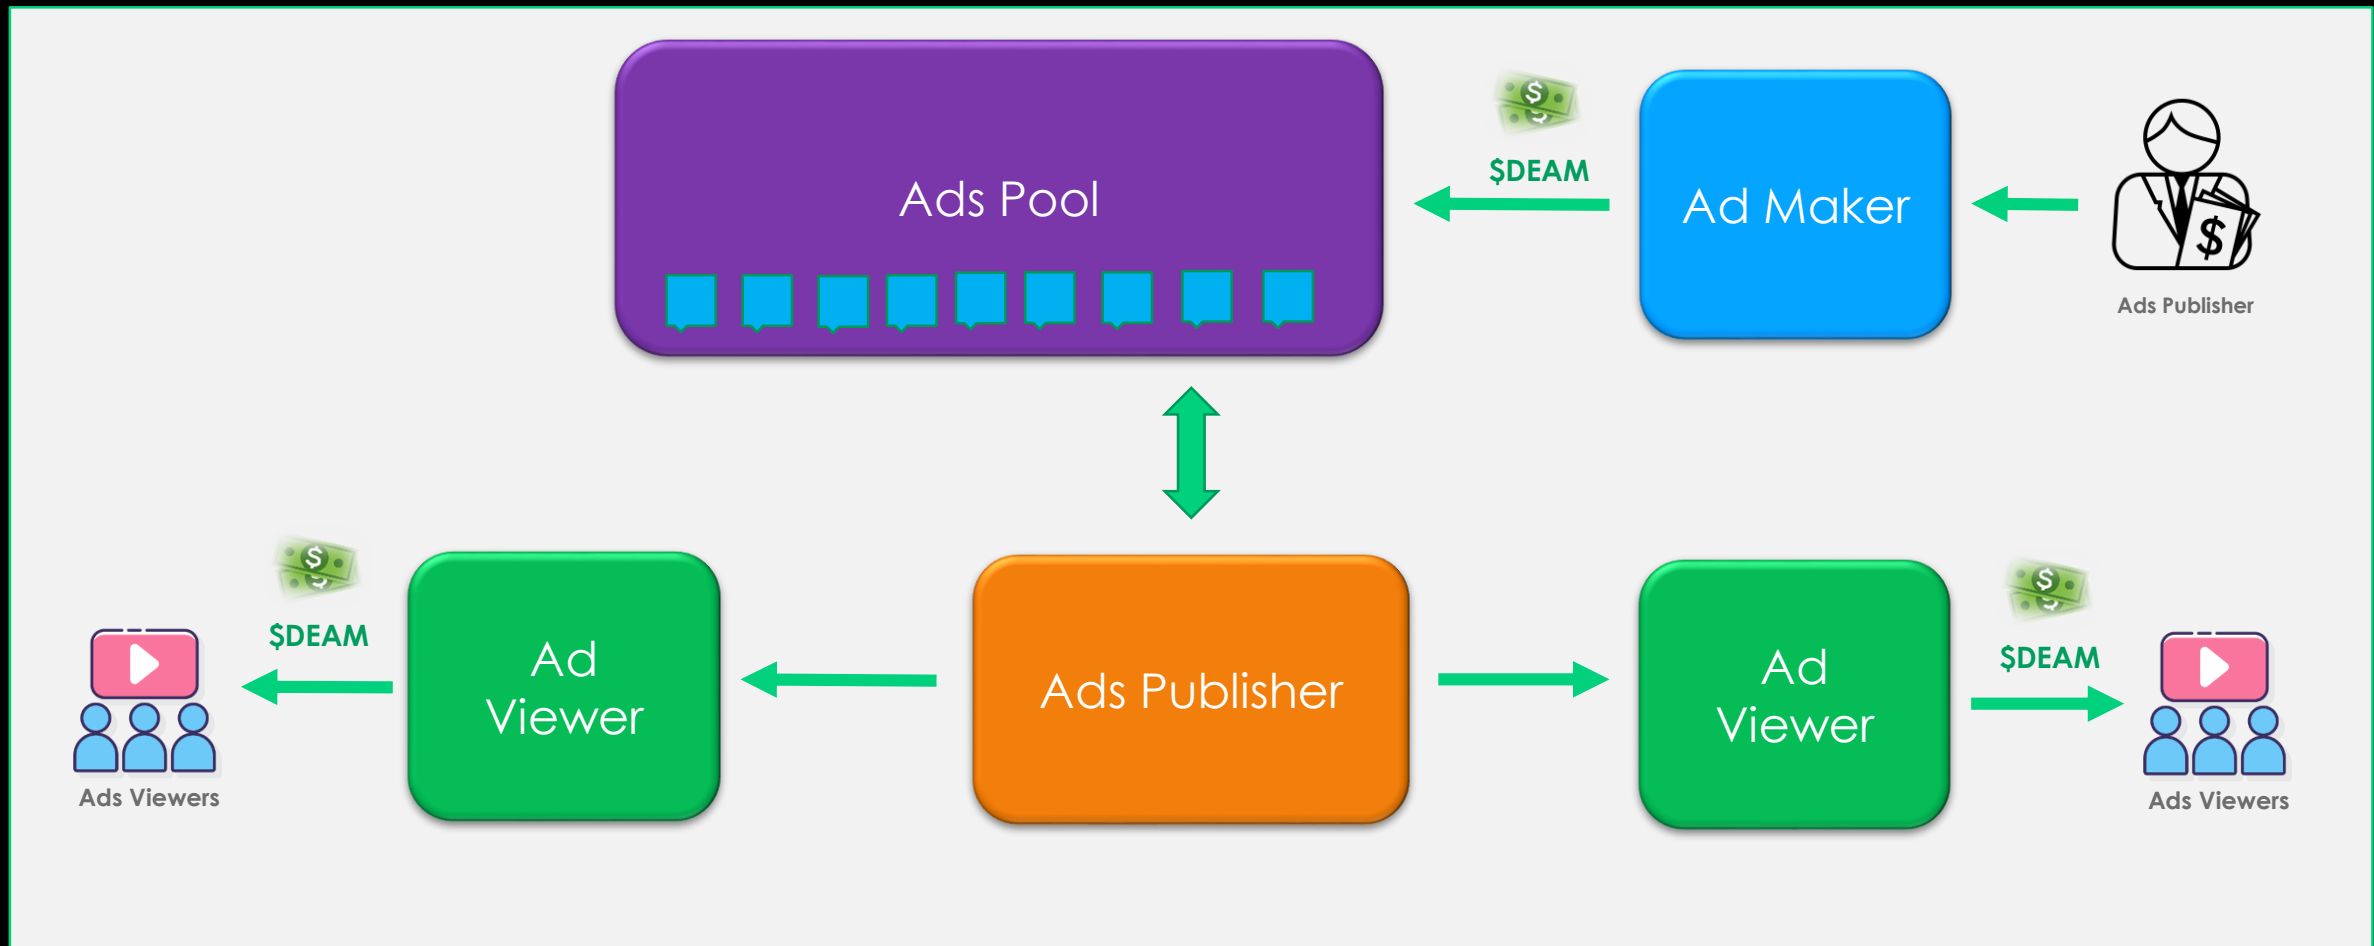 Ads Pool
$DEAM
Ad Maker
Ads Publisher
$DEAM
Ads Viewers
Ad
Viewer
Ads Publisher
Ad
Viewer
$DEAM
Ads Viewers